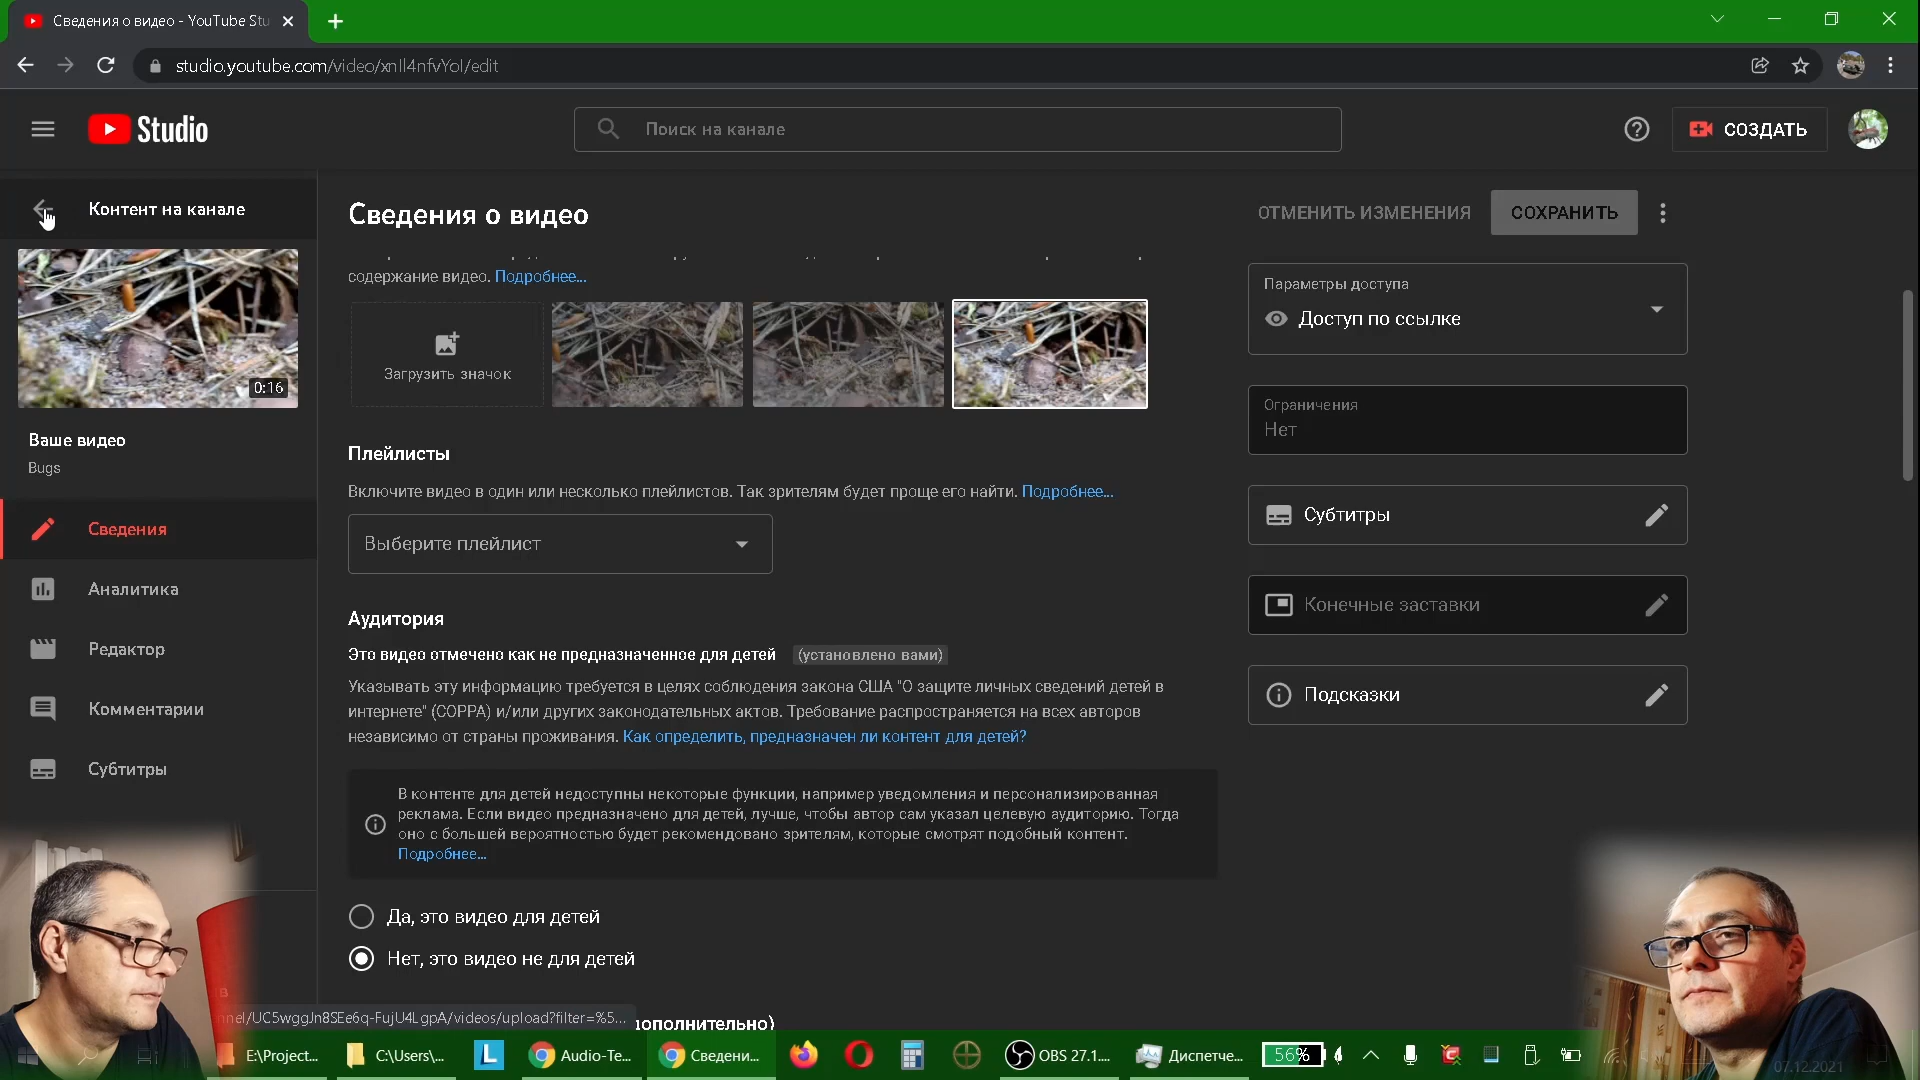 Сведения о видео - YouTube Stu
studio.youtube.com/video/xnIl4nfvYoI/edit
Studio
Поиск на канале
СОЗДАТЬ
Контент на канале
Сведения о видео
ОТМЕНИТЬ ИЗМЕНЕНИЯ
СОХРАНИТЬ
содержание видео. Подробнее...
Загрузить значок
0:16
Ваше видео
Bugs
Сведения
Аналитика
Редактор
Комментарии
Субтитры
Плейлисты
Включите видео в один или несколько плейлистов. Так зрителям будет проще его найти. Подробнее...
Выберите плейлист
Аудитория
Это видео отмечено как не предназначенное для детей (установлено вами)
Указывать эту информацию требуется в целях соблюдения закона США "О защите личных сведений детей в
интернете" (COPPA) и/или других законодательных актов. Требование распространяется на всех авторов
независимо от страны проживания. Как определить, предназначен ли контент для детей?
В контенте для детей недоступны некоторые функции, например уведомления и персонализированная
реклама. Если видео предназначено для детей, лучше, чтобы автор сам указал целевую аудиторию. Тогда
оно с большей вероятностью будет рекомендовано зрителям, которые смотрят подобный контент.
Подробнее...
Да, это видео для детей
Нет, это видео не для детей
дополнительно)
Параметры доступа
Доступ по ссылке
Ограничения
Нет
Субтитры
Конечные заставки
Подсказки
nel/UC5wggJn8SEe6q-FujU4LgpA/videos/upload?filter=%5...
E:\Project...
C:\Users\...
L
Audio-Te...
Сведени...
OBS 27.1....
Диспетче...
56%
07.12.2021